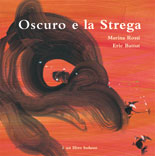 Oscuro e la Strega
Marina Rossi
Eric Battut